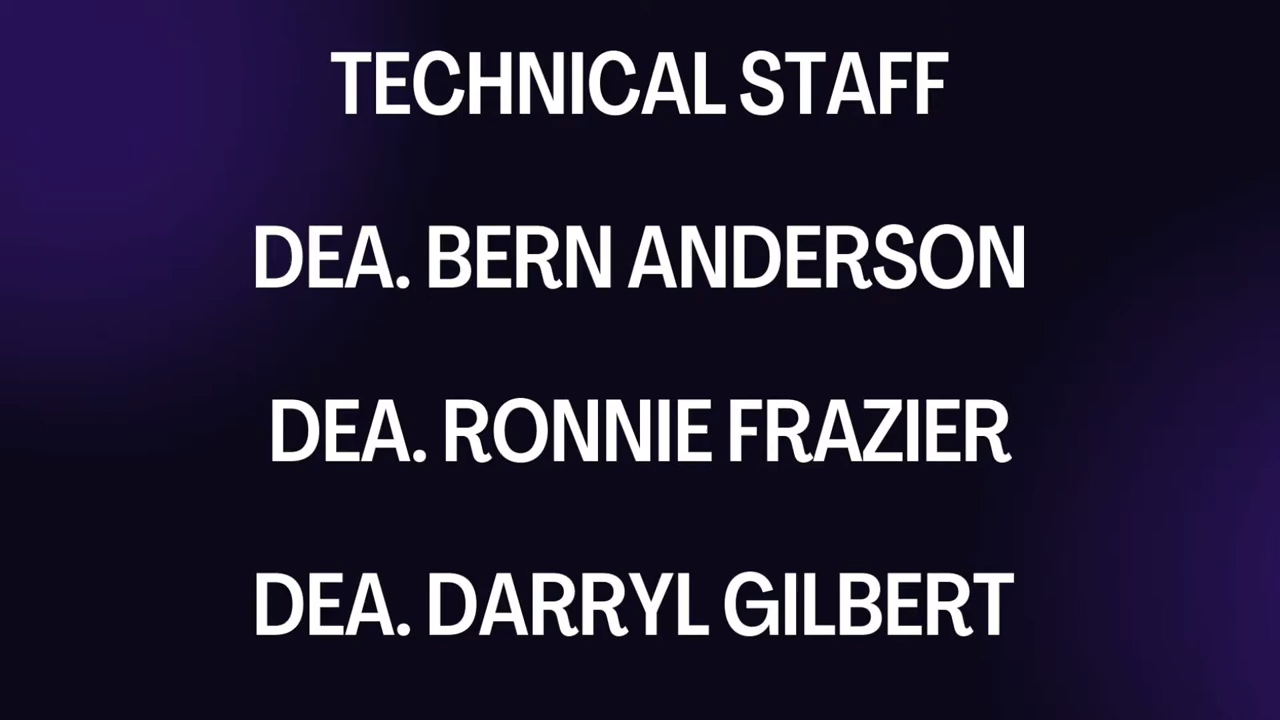 TECHNICAL STAFF
DEA. BERN ANDERSON
DEA. RONNIE FRAZIER
DEA. DARRYL GILBERT